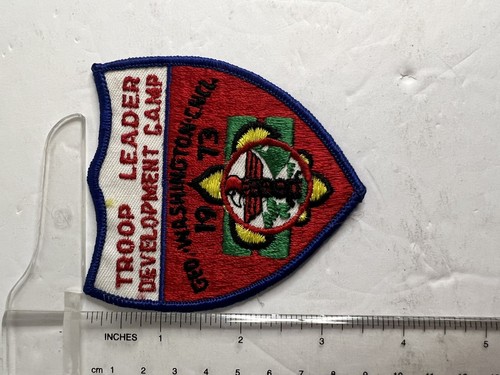 TROOP LEADER
DEVELOPMENT CAMP
GEO. WASHINGTON CNCL
19 73
INCHES 1 2 3 4 5
cm 1 2 3 4 5 6 7 8 9 10 11 12